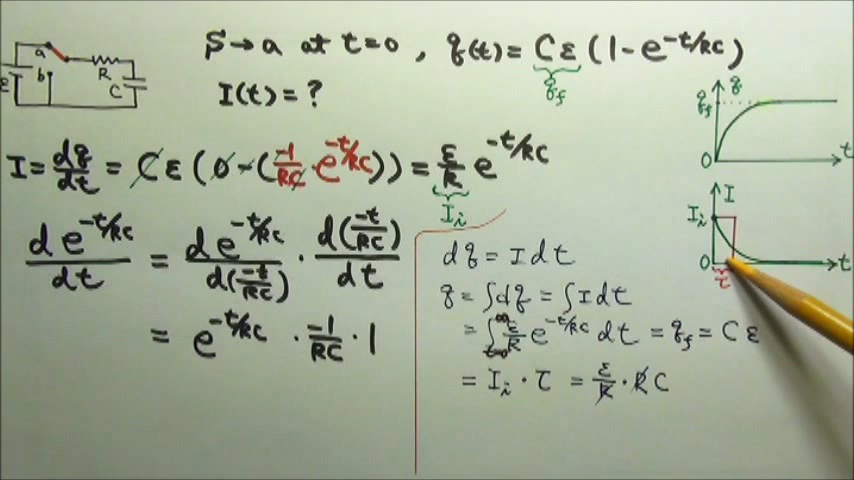 S → a at t = 0 , q(t) = Cε (1 - e^{-t/RC})
q_f
I(t) = ?
a
b
R
C
ε
I = dq/dt = Cε (0 - (-1/RC · e^{-t/RC})) = ε/R e^{-t/RC}
I_i
de^{-t/RC}/dt = de^{-t/RC}/d(-t/RC) · d(-t/RC)/dt
= e^{-t/RC} · -1/RC · 1
dq = I dt
q = ∫dq = ∫I dt
= ∫_{t=0}^{∞} ε/R e^{-t/RC} dt = q_f = Cε
= I_i · τ = ε/R · RC
q
q_f
0
t
I
I_i
0
τ
t